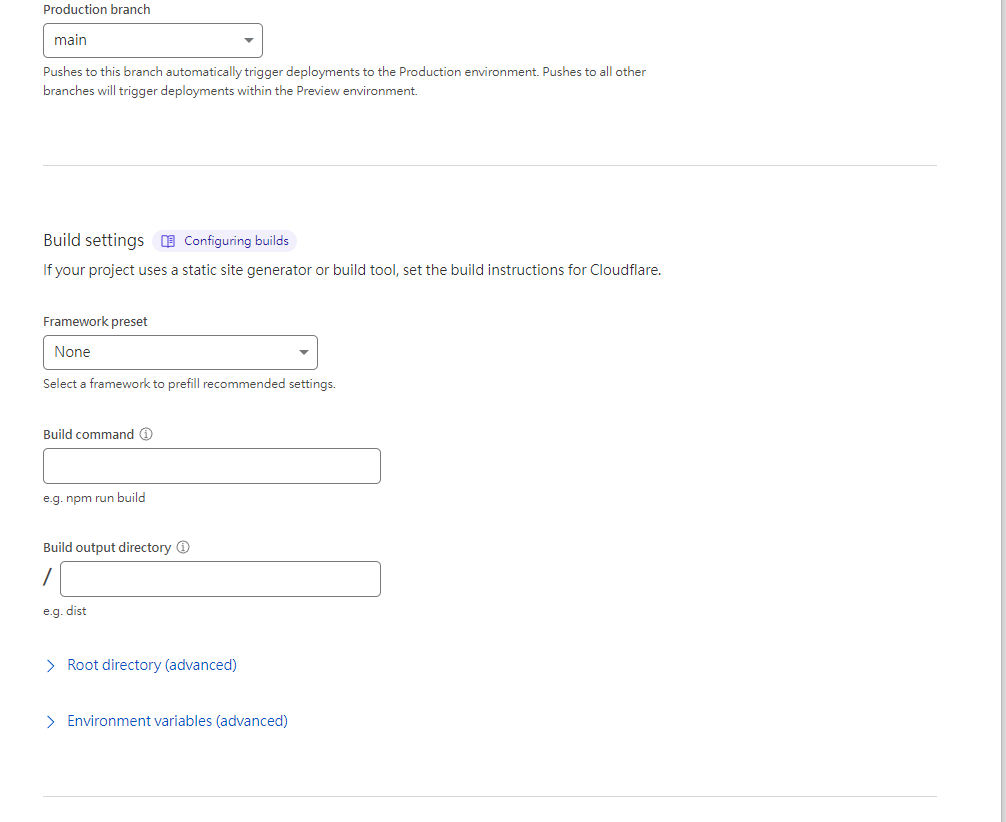 Production branch
main
Pushes to this branch automatically trigger deployments to the Production environment. Pushes to all other
branches will trigger deployments within the Preview environment.
Build settings Configuring builds
If your project uses a static site generator or build tool, set the build instructions for Cloudflare.
Framework preset
None
Select a framework to prefill recommended settings.
Build command
e.g. npm run build
Build output directory
/
e.g. dist
Root directory (advanced)
Environment variables (advanced)